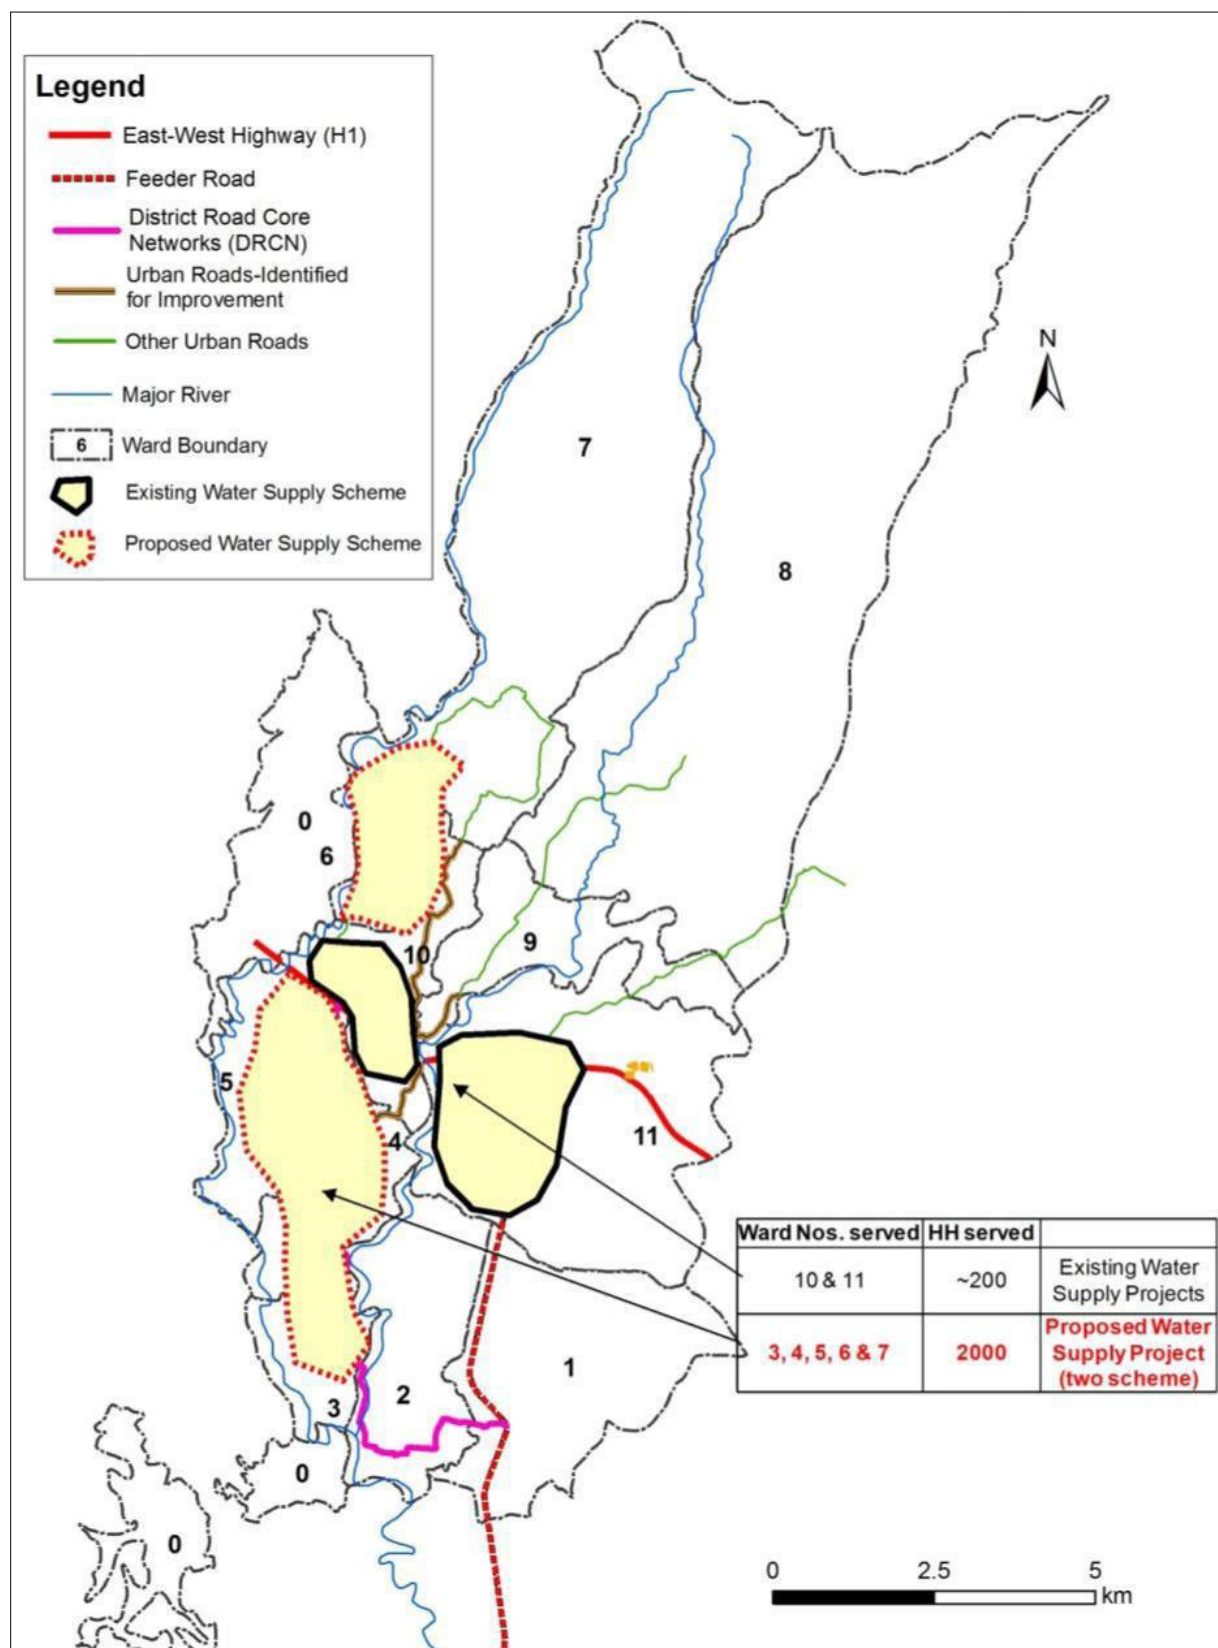 Legend
East-West Highway (H1)
Feeder Road
District Road Core
Networks (DRCN)
Urban Roads-Identified
for Improvement
Other Urban Roads
Major River
6
Ward Boundary
Existing Water Supply Scheme
Proposed Water Supply Scheme
N
7
8
0
6
10
9
5
4
11
Ward Nos. served HH served
10 & 11 ~200 Existing Water
Supply Projects
3, 4, 5, 6 & 7 2000 Proposed Water
Supply Project
(two scheme)
1
2
3
0
0
0 2.5 5
km